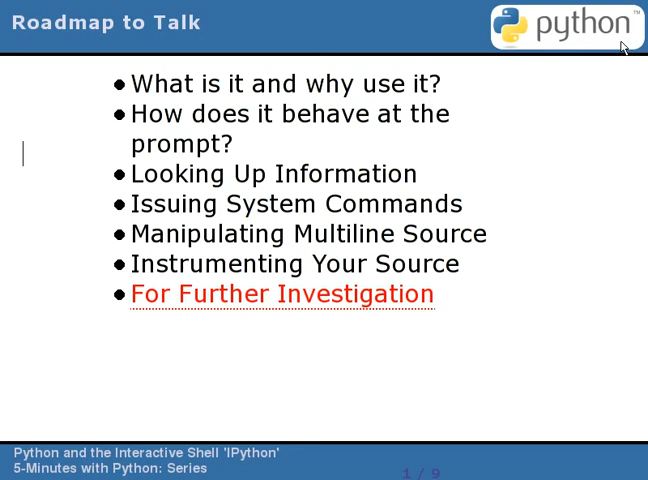 Roadmap to Talk
python™
• What is it and why use it?
• How does it behave at the
prompt?
• Looking Up Information
• Issuing System Commands
• Manipulating Multiline Source
• Instrumenting Your Source
• For Further Investigation
Python and the Interactive Shell 'IPython'
5-Minutes with Python: Series
1 / 9